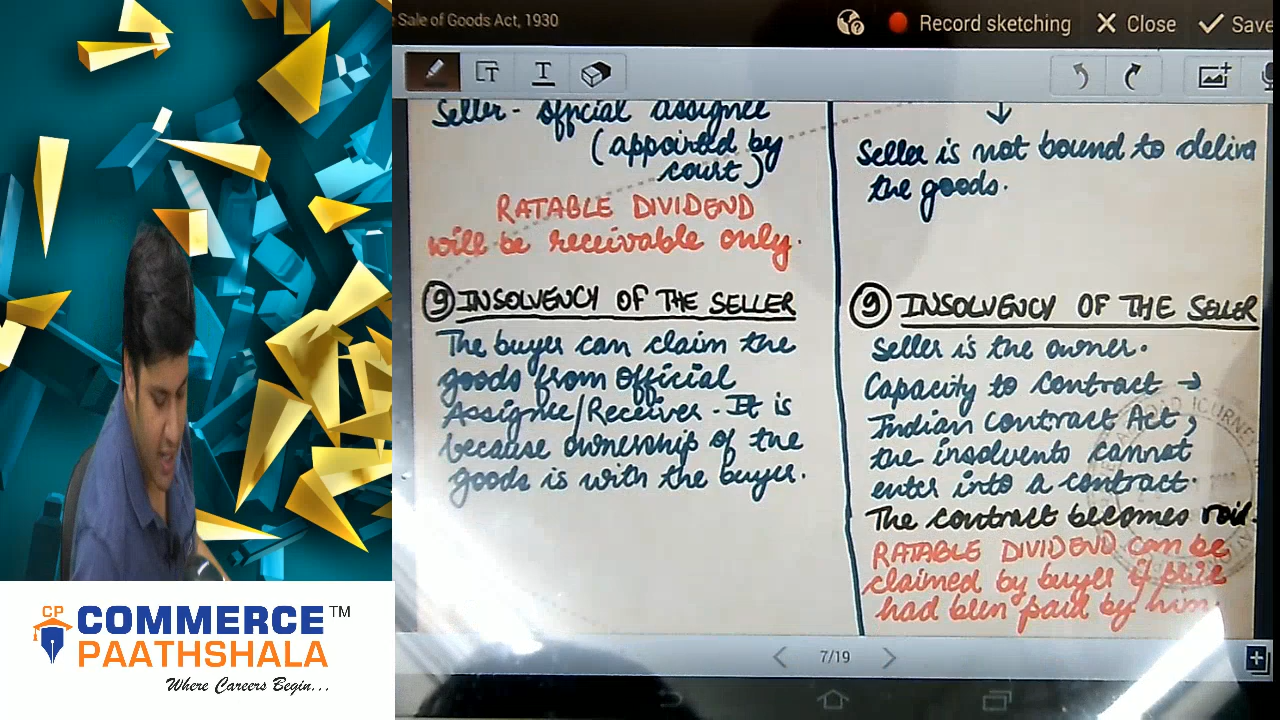 Sale of Goods Act, 1930
Record sketching
Close
Save
Seller - official assignee
(appointed by
court)
RATABLE DIVIDEND
will be receivable only.
⑨ INSOLVENCY OF THE SELLER
The buyer can claim the
goods from official
Assignee/Receiver - It is
because ownership of the
goods is with the buyer.
↓
Seller is not bound to deliver
the goods.
⑨ INSOLVENCY OF THE SELLER
Seller is the owner.
Capacity to contract →
Indian Contract Act,
the insolvents cannot
enter into a contract.
The contract becomes void.
RATABLE DIVIDEND can be
claimed by buyer if price
had been paid by him.
7/19
CP
COMMERCE™
PAATHSHALA
Where Careers Begin...